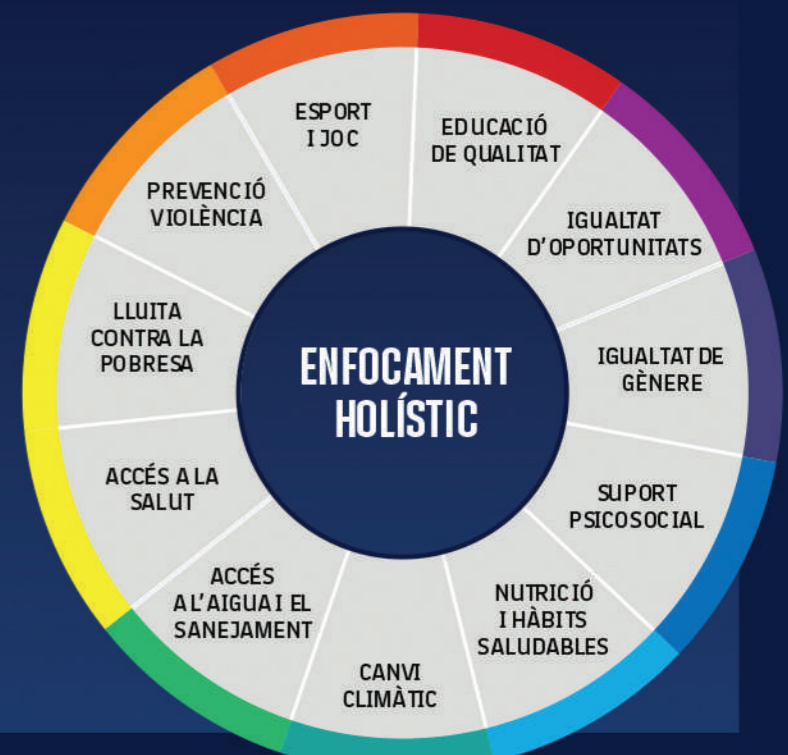 ENFOCAMENT
HOLÍSTIC
ESPORT
I JOC
EDUCACIÓ
DE QUALITAT
IGUALTAT
D'OPORTUNITATS
IGUALTAT DE
GÈNERE
SUPORT
PSICOSOCIAL
NUTRICIÓ
I HÀBITS
SALUDABLES
CANVI
CLIMÀTIC
ACCÉS
A L'AIGUA I EL
SANEJAMENT
ACCÉS A LA
SALUT
LLUITA
CONTRA LA
POBRESA
PREVENCIÓ
VIOLÈNCIA